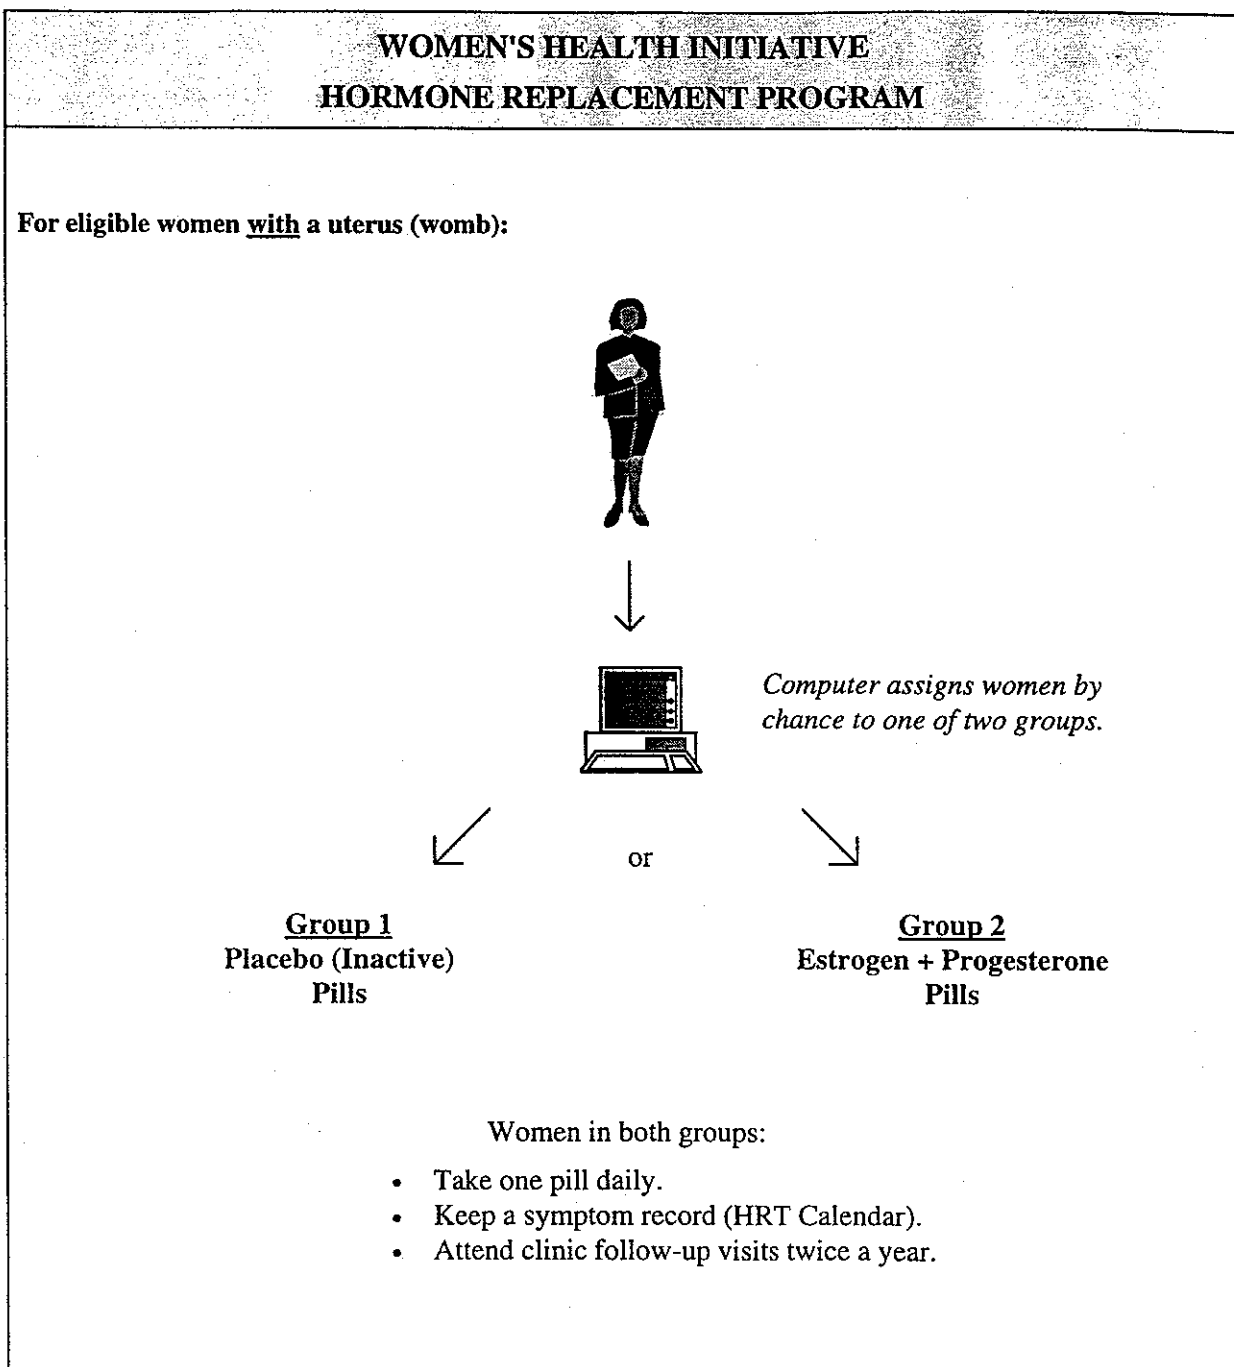 WOMEN'S HEALTH INITIATIVE
HORMONE REPLACEMENT PROGRAM
For eligible women with a uterus (womb):
Computer assigns women by
chance to one of two groups.
or
Group 1
Placebo (Inactive)
Pills
Group 2
Estrogen + Progesterone
Pills
Women in both groups:
• Take one pill daily.
• Keep a symptom record (HRT Calendar).
• Attend clinic follow-up visits twice a year.